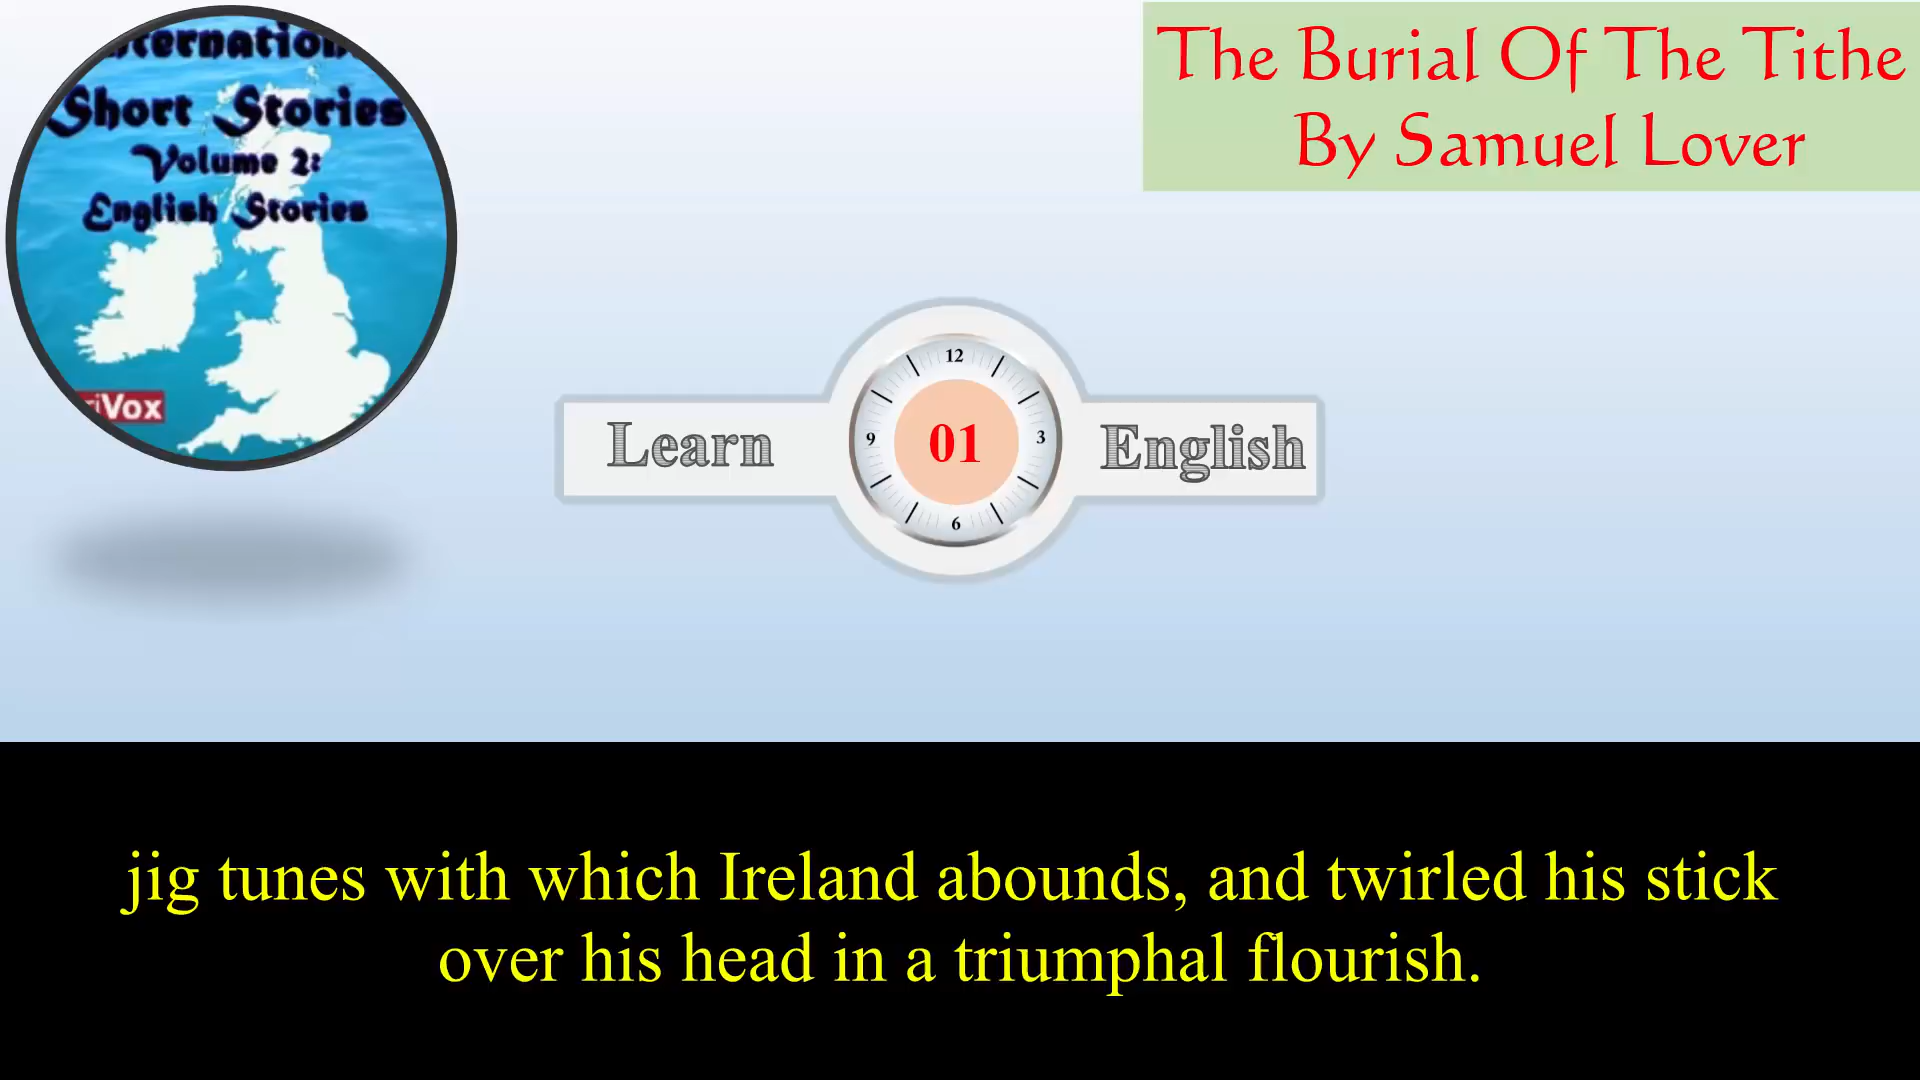 Short Stories
Volume 2:
English Stories
Vox
The Burial Of The Tithe
By Samuel Lover
Learn
12
9
01
3
6
English
jig tunes with which Ireland abounds, and twirled his stick
over his head in a triumphal flourish.